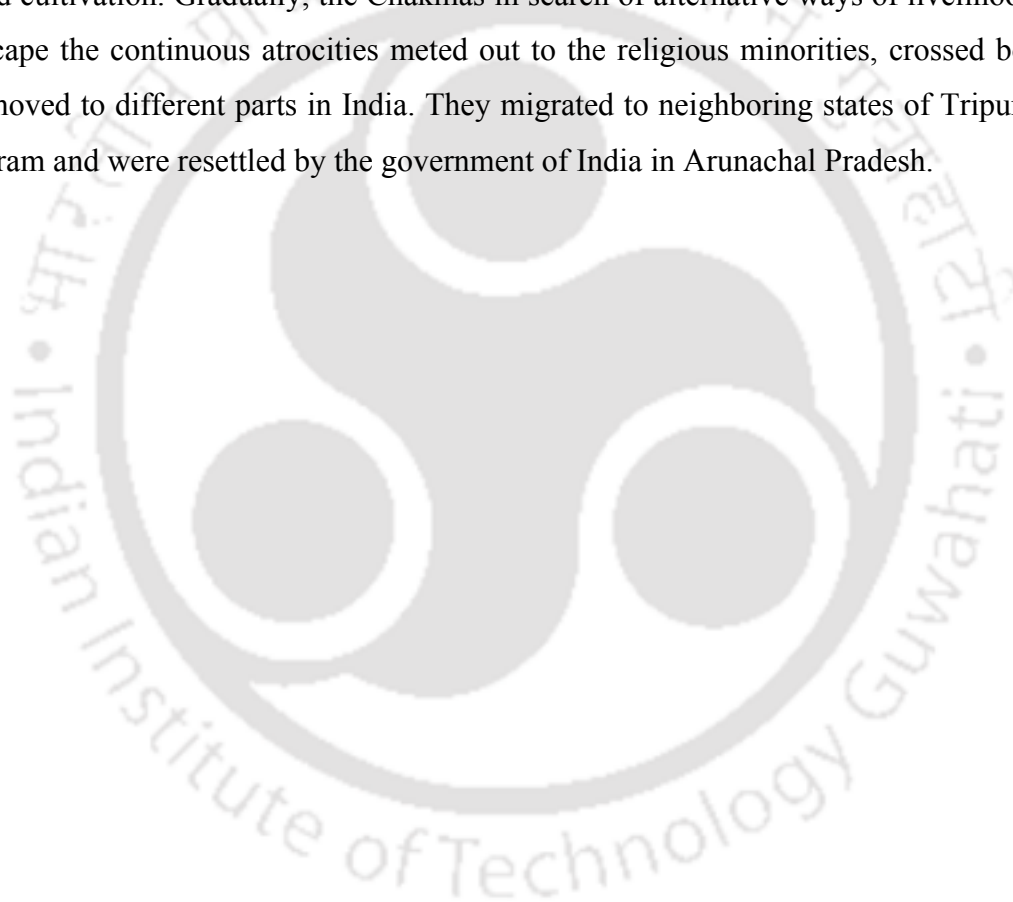 d cultivation. Gradually, the Chakmas in search of alternative ways of livelihoo
cape the continuous atrocities meted out to the religious minorities, crossed bo
moved to different parts in India. They migrated to neighboring states of Tripu
ram and were resettled by the government of India in Arunachal Pradesh.
Indian Institute of Technology Guwahati